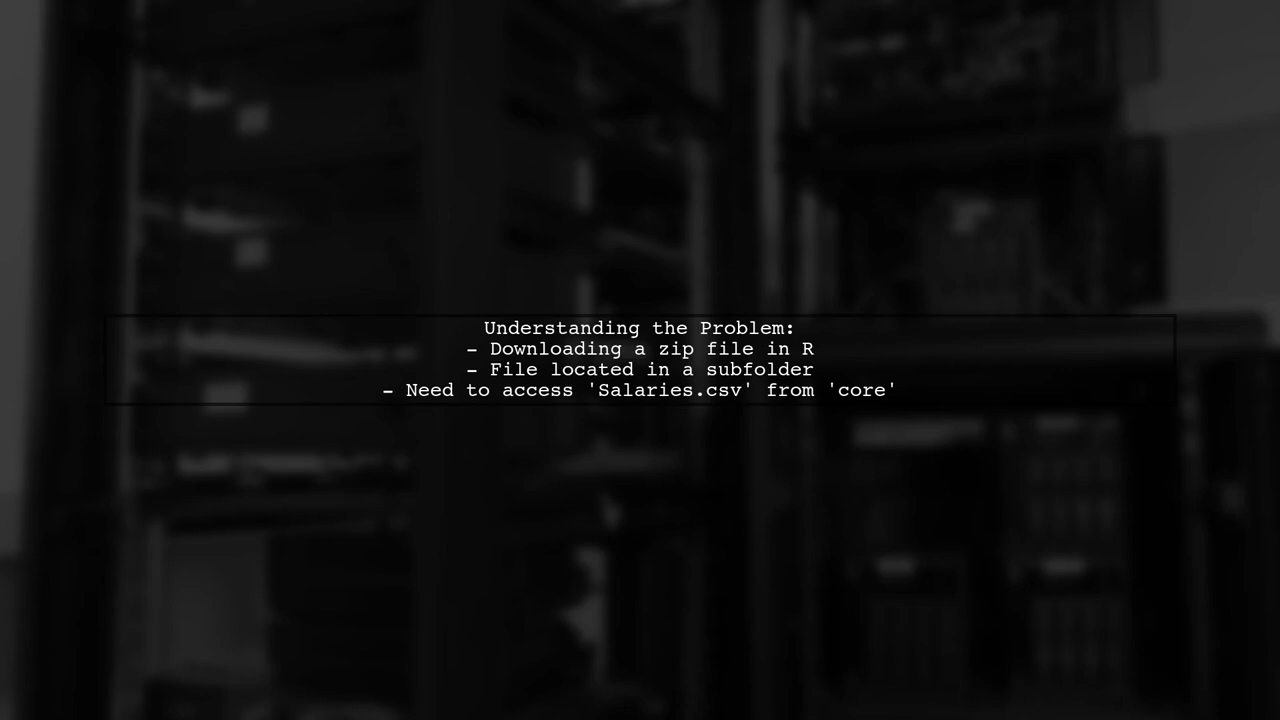 Understanding the Problem:
- Downloading a zip file in R
- File located in a subfolder
- Need to access 'Salaries.csv' from 'core'